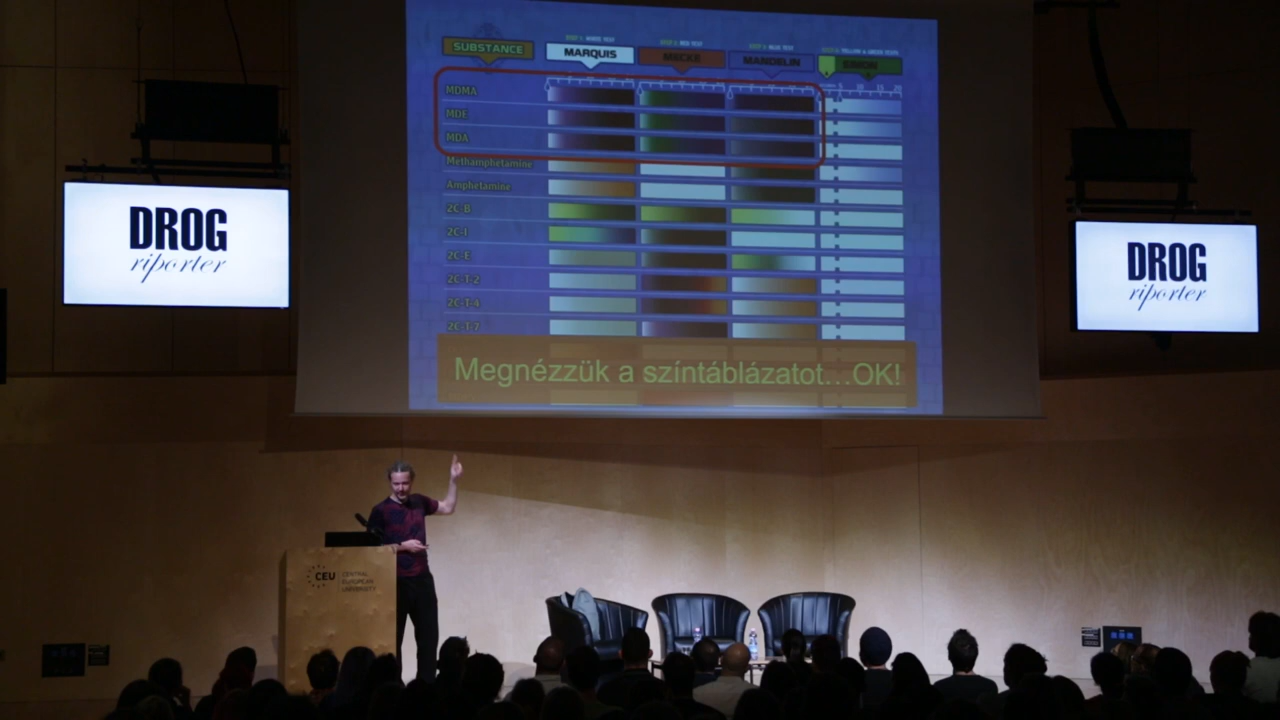 SUBSTANCE
MARQUIS
MECKE
MANDELIN
SIMON
MDMA
MDE
MDA
Methamphetamine
Amphetamine
2C-B
2C-I
2C-E
2C-T-2
2C-T-4
2C-T-7
Megnézzük a színtáblázatot...OK!
DROG
riporter
DROG
riporter
CEU
CENTRAL
EUROPEAN
UNIVERSITY